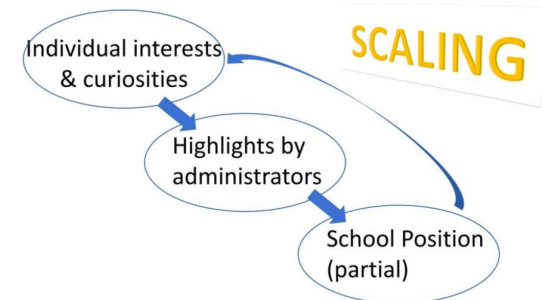 Individual interests
& curiosities
SCALING
Highlights by
administrators
School Position
(partial)